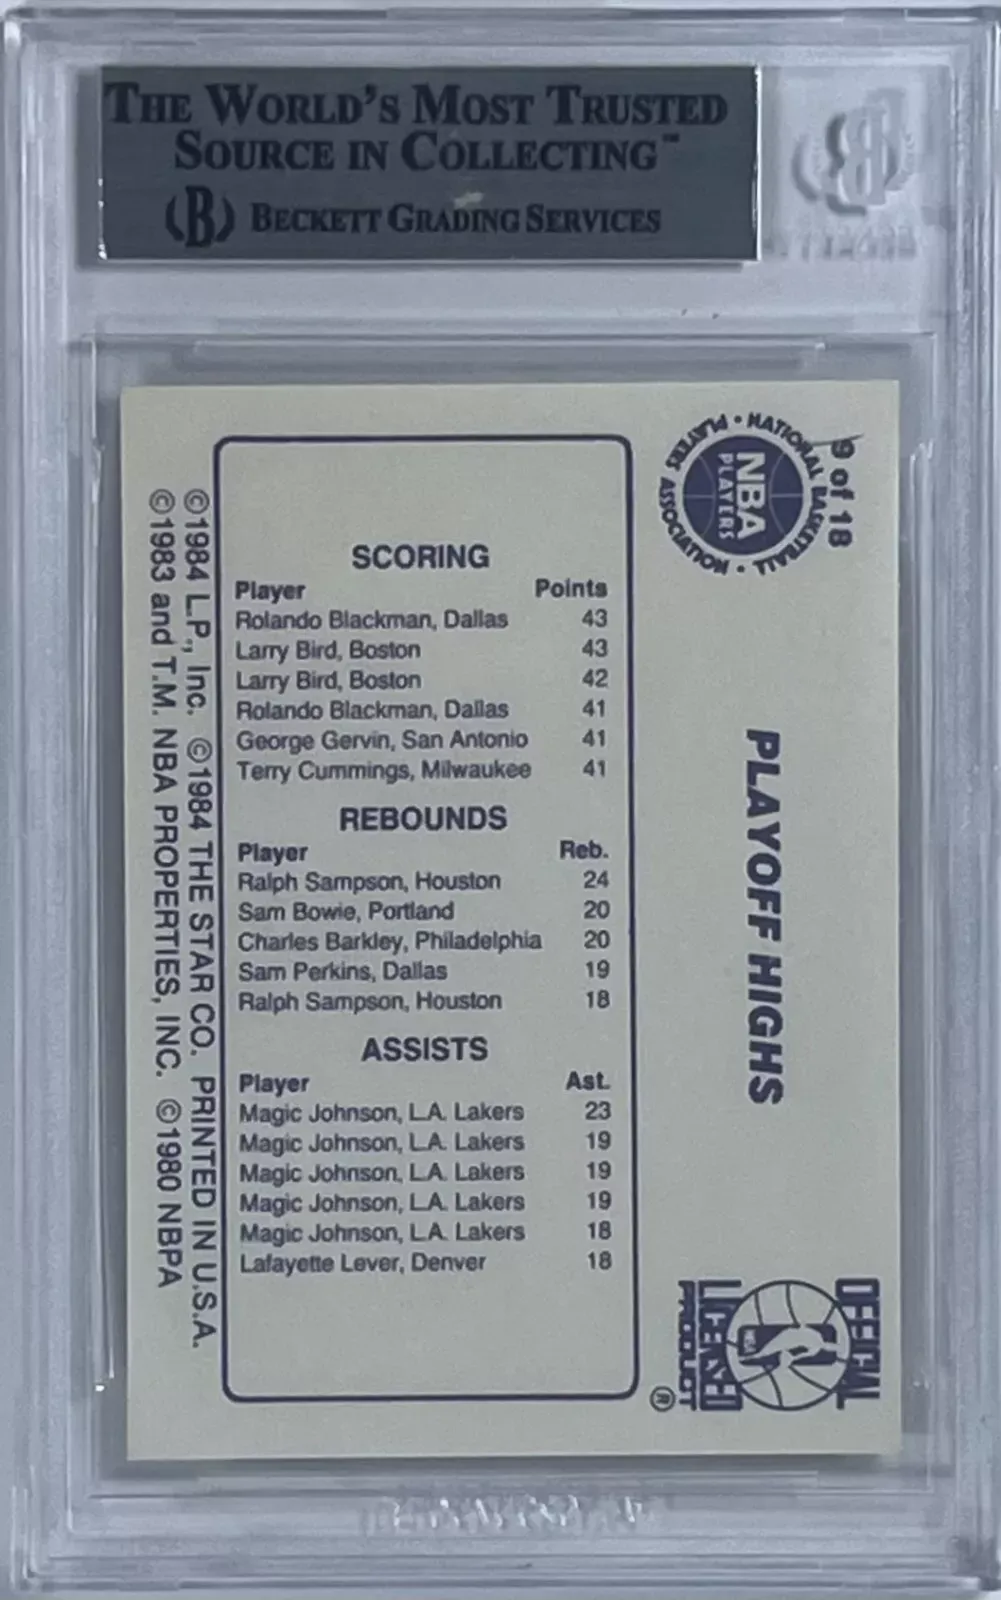 THE WORLD'S MOST TRUSTED
SOURCE IN COLLECTING™
(B) BECKETT GRADING SERVICES
9 of 18
NATIONAL BASKETBALL PLAYERS ASSOCIATION
NBA
PLAYERS
PLAYOFF HIGHS
OFFICIAL
NBA
LICENSED
PRODUCT
®
SCORING
Player Points
Rolando Blackman, Dallas 43
Larry Bird, Boston 43
Larry Bird, Boston 42
Rolando Blackman, Dallas 41
George Gervin, San Antonio 41
Terry Cummings, Milwaukee 41
REBOUNDS
Player Reb.
Ralph Sampson, Houston 24
Sam Bowie, Portland 20
Charles Barkley, Philadelphia 20
Sam Perkins, Dallas 19
Ralph Sampson, Houston 18
ASSISTS
Player Ast.
Magic Johnson, L.A. Lakers 23
Magic Johnson, L.A. Lakers 19
Magic Johnson, L.A. Lakers 19
Magic Johnson, L.A. Lakers 19
Magic Johnson, L.A. Lakers 18
Lafayette Lever, Denver 18
©1984 L.P., Inc. ©1984 THE STAR CO. PRINTED IN U.S.A.
©1983 and T.M. NBA PROPERTIES, INC. ©1980 NBPA